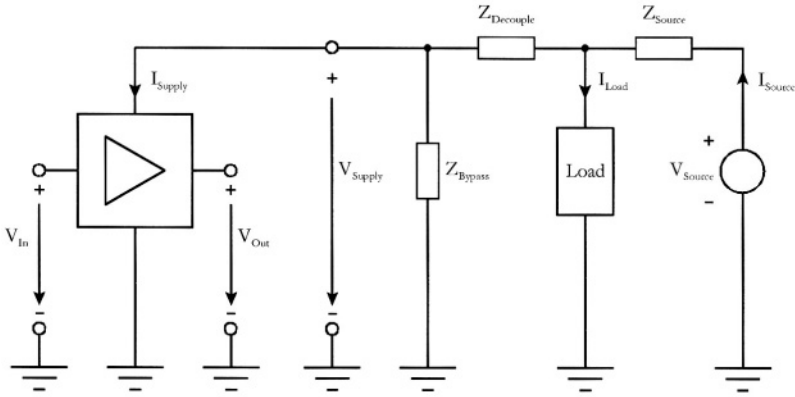 Z_Decouple
Z_Source
I_Supply
I_Load
I_Source
+
+
V_Supply
Z_Bypass
Load
V_Source
-
+
+
V_In
V_Out
-
-
-